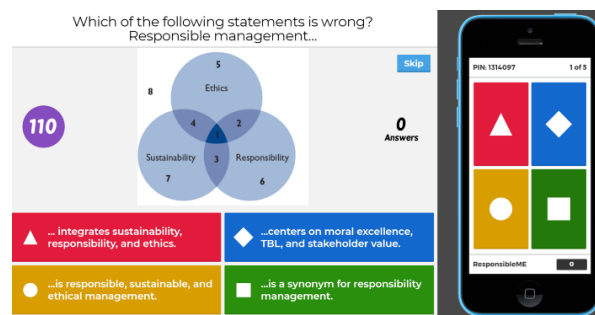 Which of the following statements is wrong?
Responsible management...
Skip
5
Ethics
8
4
2
110
0
Answers
Sustainability
3
Responsibility
7
6
... integrates sustainability,
responsibility, and ethics.
...centers on moral excellence,
TBL, and stakeholder value.
...is responsible, sustainable, and
ethical management.
...is a synonym for responsibility
management.
PIN: 1314097
1 of 5
ResponsibleME
0